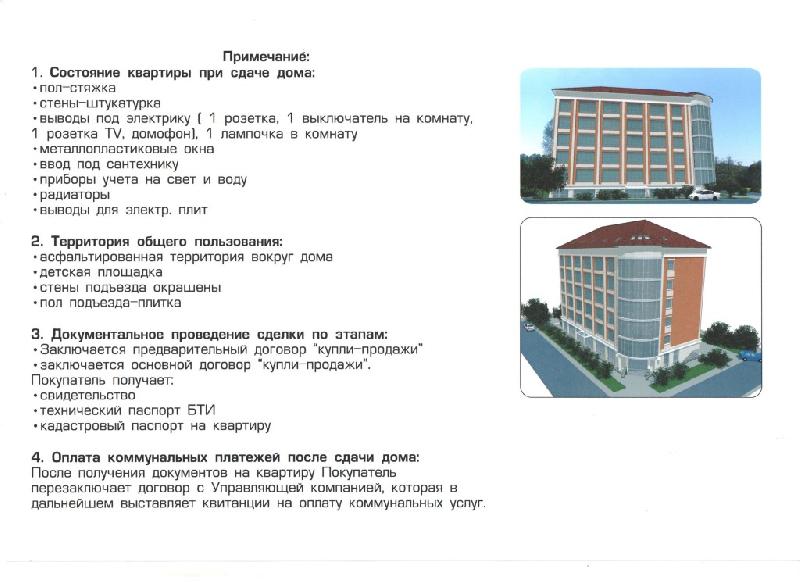 Примечание:
1. Состояние квартиры при сдаче дома:
•пол-стяжка
•стены-штукатурка
•выводы под электрику ( 1 розетка, 1 выключатель на комнату,
1 розетка TV, домофон), 1 лампочка в комнату
•металлопластиковые окна
•ввод под сантехнику
•приборы учета на свет и воду
•радиаторы
•выводы для электр. плит
2. Территория общего пользования:
•асфальтированная территория вокруг дома
•детская площадка
•стены подъезда окрашены
•пол подъезда-плитка
3. Документальное проведение сделки по этапам:
•Заключается предварительный договор "купли-продажи"
•заключается основной договор "купли-продажи".
Покупатель получает:
•свидетельство
•технический паспорт БТИ
•кадастровый паспорт на квартиру
4. Оплата коммунальных платежей после сдачи дома:
После получения документов на квартиру Покупатель
перезаключает договор с Управляющей компанией, которая в
дальнейшем выставляет квитанции на оплату коммунальных услуг.